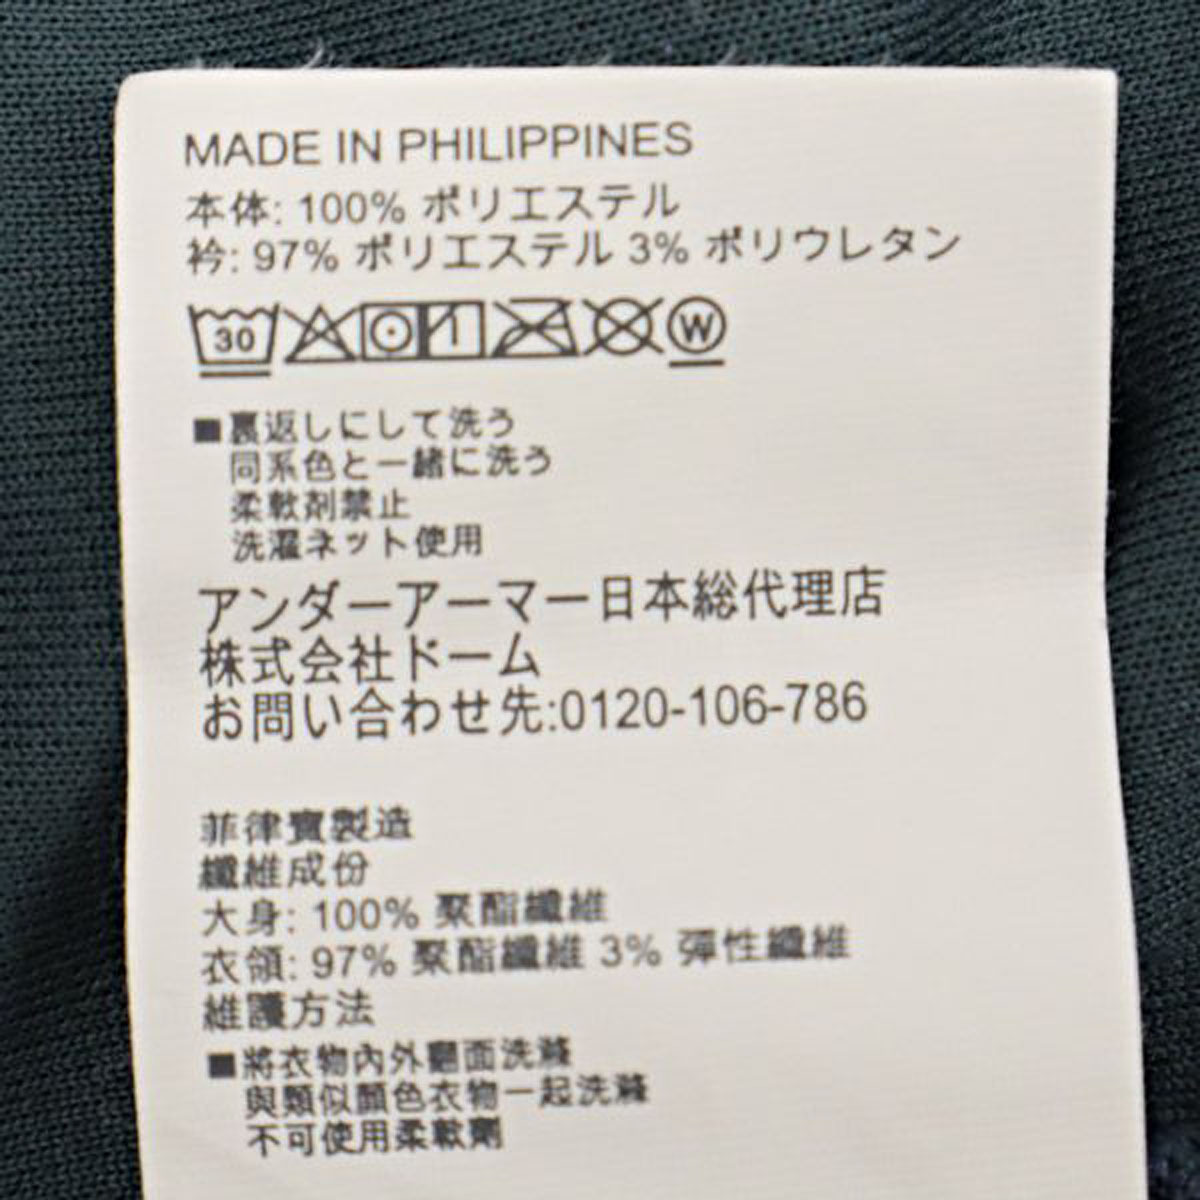 MADE IN PHILIPPINES
本体: 100% ポリエステル
衿: 97% ポリエステル 3% ポリウレタン
30 W
■裏返しにして洗う
同系色と一緒に洗う
柔軟剤禁止
洗濯ネット使用
アンダーアーマー日本総代理店
株式会社ドーム
お問い合わせ先:0120-106-786
菲律賓製造
纖維成份
大身: 100% 聚酯纖維
衣領: 97% 聚酯纖維 3% 彈性纖維
維護方法
■將衣物內外翻面洗滌
與類似顏色衣物一起洗滌
不可使用柔軟劑